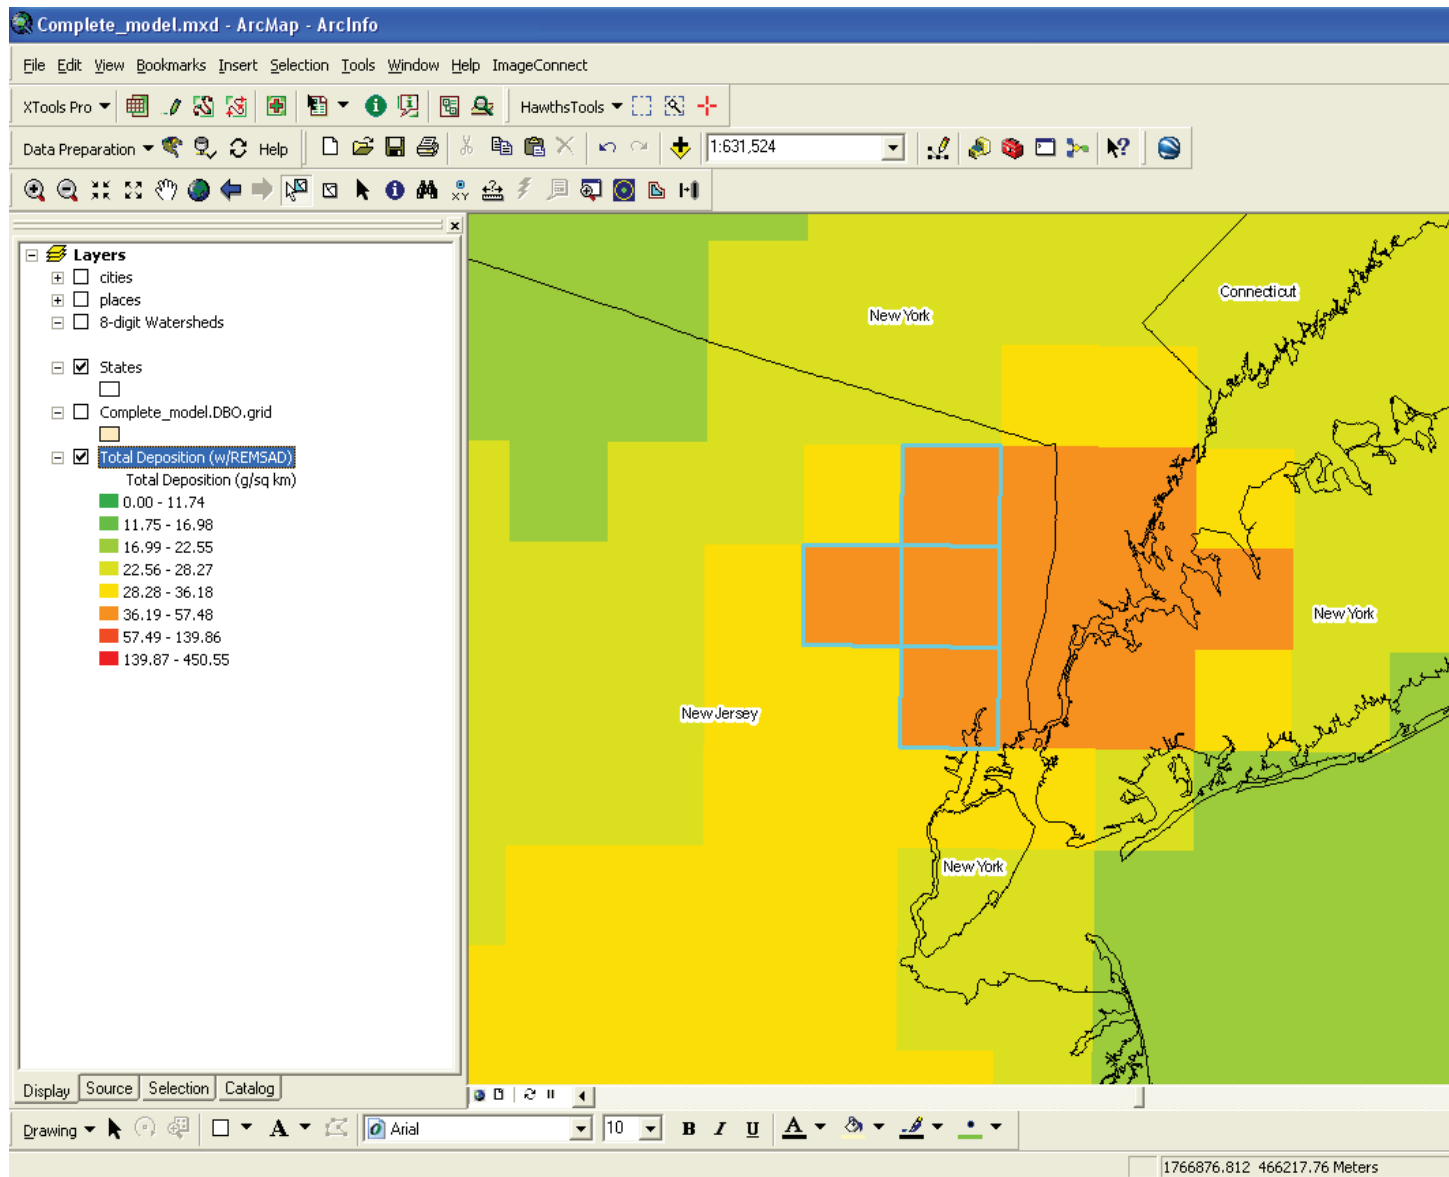 Complete_model.mxd - ArcMap - ArcInfo
File Edit View Bookmarks Insert Selection Tools Window Help ImageConnect
XTools Pro HawthsTools
Data Preparation Help 1:631,524
XY
Layers
cities
places
8-digit Watersheds
States
Complete_model.DBO.grid
Total Deposition (w/REMSAD)
Total Deposition (g/sq km)
0.00 - 11.74
11.75 - 16.98
16.99 - 22.55
22.56 - 28.27
28.28 - 36.18
36.19 - 57.48
57.49 - 139.86
139.87 - 450.55
Connecticut
New York
New York
New Jersey
New York
Display Source Selection Catalog
Drawing A Arial 10 B I U A
1766876.812 466217.76 Meters